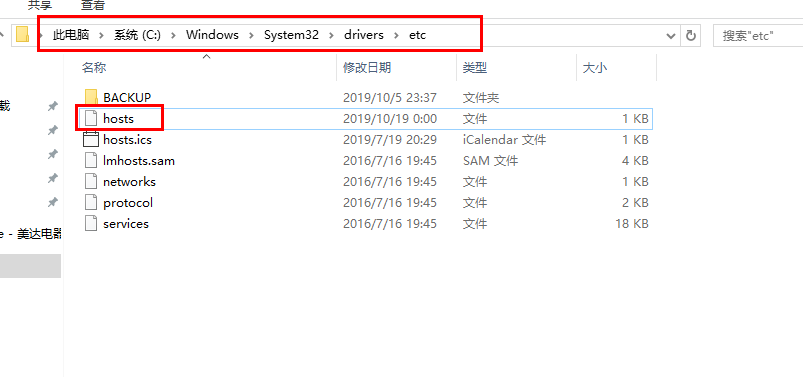 共享 查看
此电脑 系统 (C:) Windows System32 drivers etc 搜索"etc"
名称 修改日期 类型 大小
BACKUP 2019/10/5 23:37 文件夹
载
hosts 2019/10/19 0:00 文件 1 KB
hosts.ics 2019/7/19 20:29 iCalendar 文件 1 KB
lmhosts.sam 2016/7/16 19:45 SAM 文件 4 KB
networks 2016/7/16 19:45 文件 1 KB
protocol 2016/7/16 19:45 文件 2 KB
services 2016/7/16 19:45 文件 18 KB
e - 美达电器